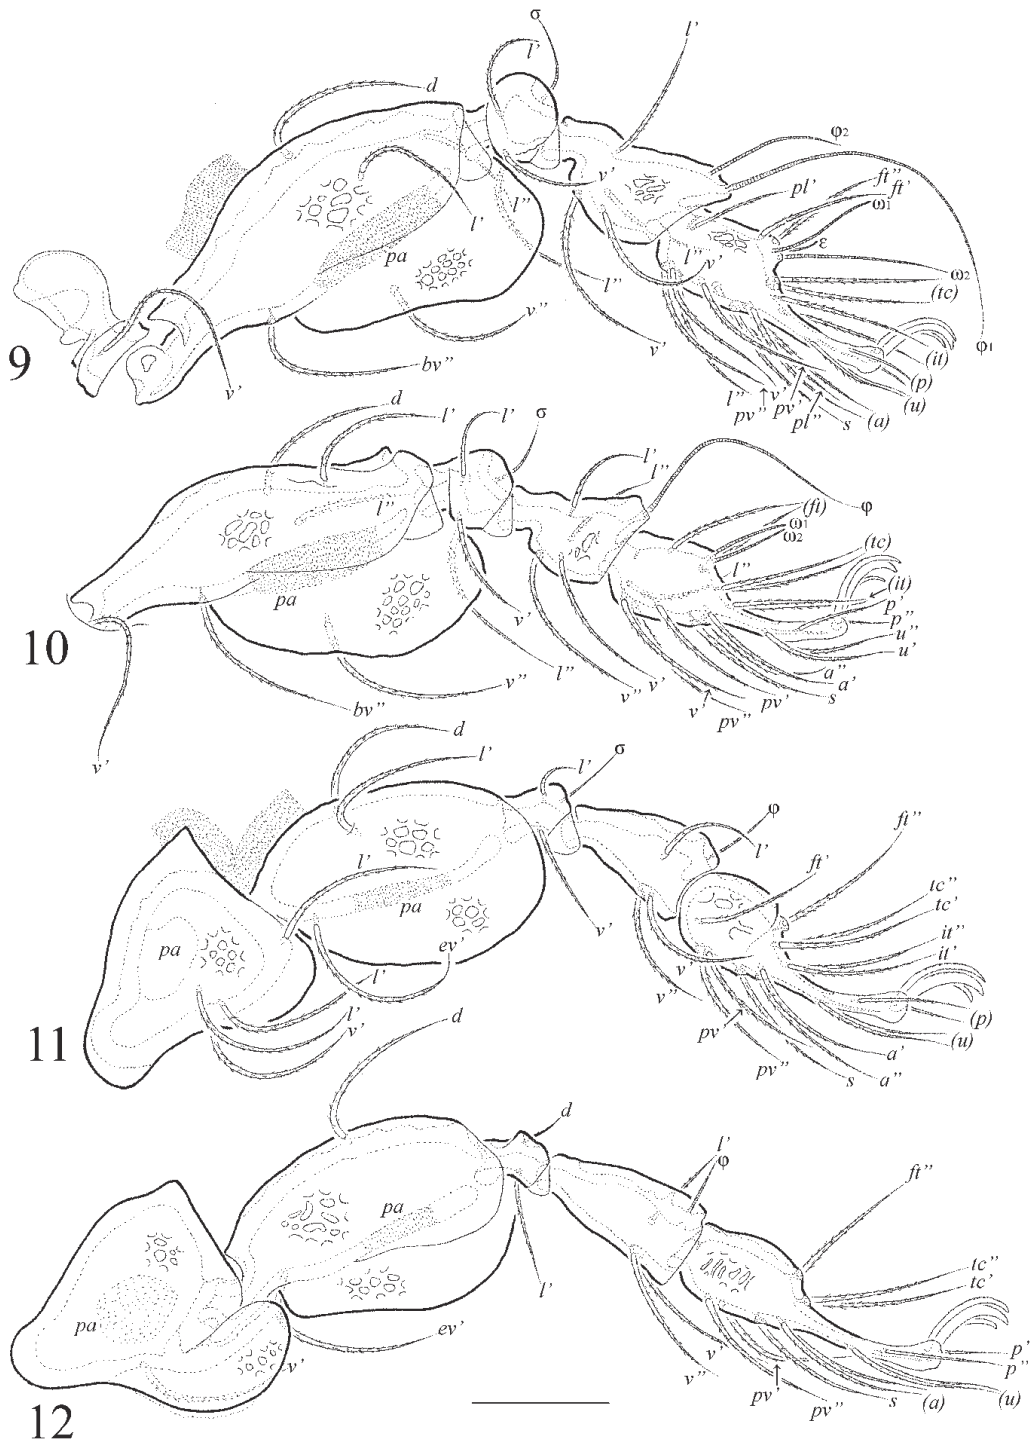 σ
l’
l’
d
φ₂
v’
pl’
ft”
ft’
ω₁
l’
l”
pa
ε
l”
v’
ω₂
(tc)
l”
v”
φ₁
9
v’
bv”
v’
(it)
(p)
(u)
l”
pv”
v’
pv’
pl”
s
(a)
d
l’
l’
σ
l’
l”
φ
l”
(ft)
ω₁
ω₂
(tc)
l”
(it)
p’
p”
pa
v’
u”
u’
10
l”
a”
a’
bv”
v”
v”
v’
v’
pv”
pv’
s
v’
d
l’
l’
σ
φ
ft”
l’
l’
ft’
tc”
tc’
pa
pa
v’
it”
it’
ev’
l’
v’
v”
11
l’
v’
pv’
(p)
(u)
a’
pv”
s
a”
d
d
l’
φ
ft”
pa
tc”
tc’
pa
l’
v’
ev’
v’
v”
p’
p”
12
pv’
pv”
s
(a)
(u)